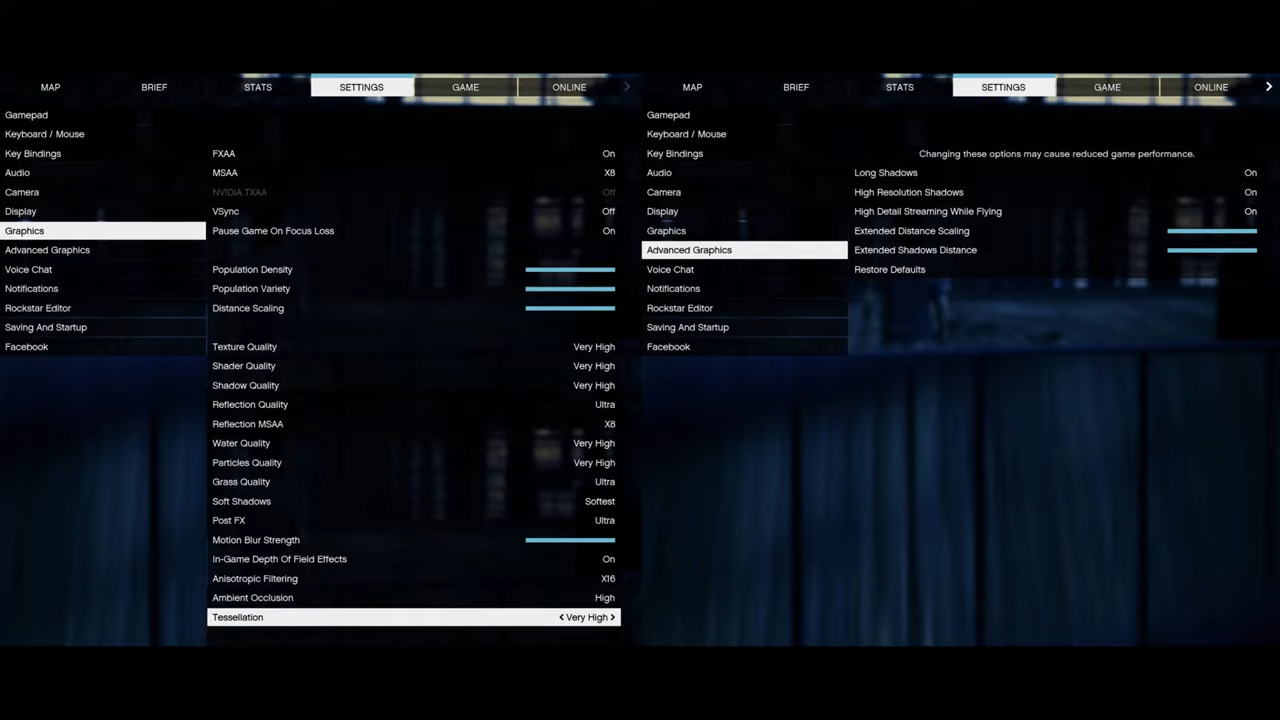 MAP BRIEF STATS SETTINGS GAME ONLINE
Gamepad
Keyboard / Mouse
Key Bindings
Audio
Camera
Display
Graphics
Advanced Graphics
Voice Chat
Notifications
Rockstar Editor
Saving And Startup
Facebook
FXAA On
MSAA X8
NVIDIA TXAA Off
VSync Off
Pause Game On Focus Loss On
Population Density
Population Variety
Distance Scaling
Texture Quality Very High
Shader Quality Very High
Shadow Quality Very High
Reflection Quality Ultra
Reflection MSAA X8
Water Quality Very High
Particles Quality Very High
Grass Quality Ultra
Soft Shadows Softest
Post FX Ultra
Motion Blur Strength
In-Game Depth Of Field Effects On
Anisotropic Filtering X16
Ambient Occlusion High
Tessellation Very High
MAP BRIEF STATS SETTINGS GAME ONLINE
Gamepad
Keyboard / Mouse
Key Bindings
Audio
Camera
Display
Graphics
Advanced Graphics
Voice Chat
Notifications
Rockstar Editor
Saving And Startup
Facebook
Changing these options may cause reduced game performance.
Long Shadows On
High Resolution Shadows On
High Detail Streaming While Flying On
Extended Distance Scaling
Extended Shadows Distance
Restore Defaults